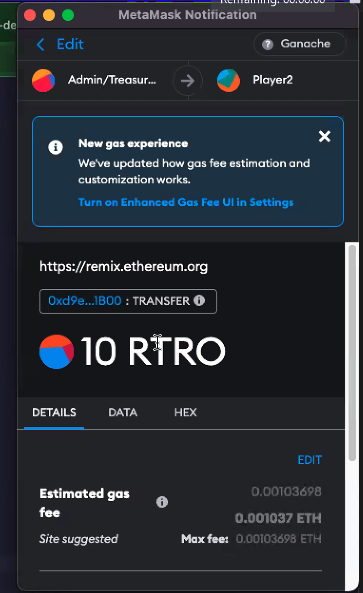 MetaMask Notification
Edit
Ganache
Admin/Treasur...
Player2
New gas experience
We've updated how gas fee estimation and
customization works.
Turn on Enhanced Gas Fee UI in Settings
https://remix.ethereum.org
0xd9e...1B00 : TRANSFER
10 RTRO
DETAILS
DATA
HEX
EDIT
Estimated gas
fee
0.00103698
0.001037 ETH
Site suggested
Max fee: 0.00103698 ETH